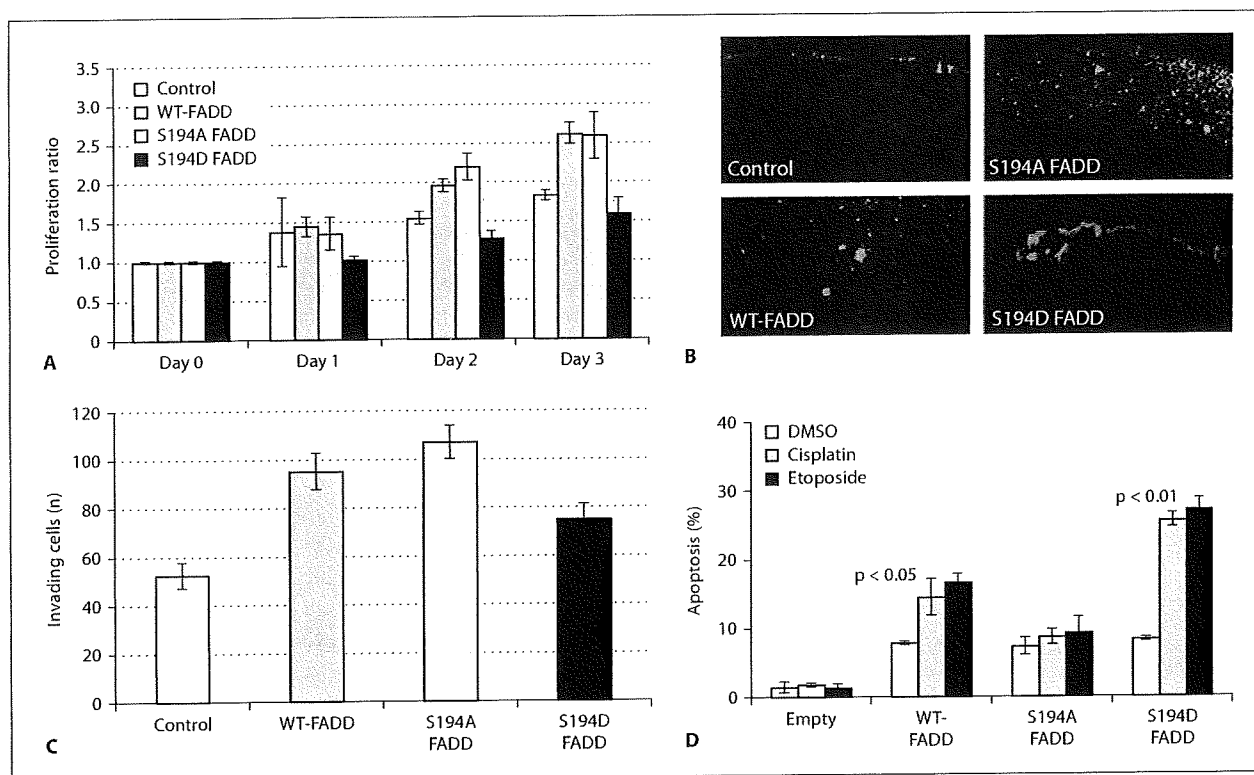 3.5
3.0
2.5
2.0
1.5
1.0
0.5
0
Proliferation ratio
Control
WT-FADD
S194A FADD
S194D FADD
Day 0
Day 1
Day 2
Day 3
A
Control
S194A FADD
WT-FADD
S194D FADD
B
120
100
80
60
40
20
0
Invading cells (n)
Control
WT-FADD
S194A
FADD
S194D
FADD
C
40
30
20
10
0
Apoptosis (%)
DMSO
Cisplatin
Etoposide
p < 0.05
p < 0.01
Empty
WT-
FADD
S194A
FADD
S194D
FADD
D